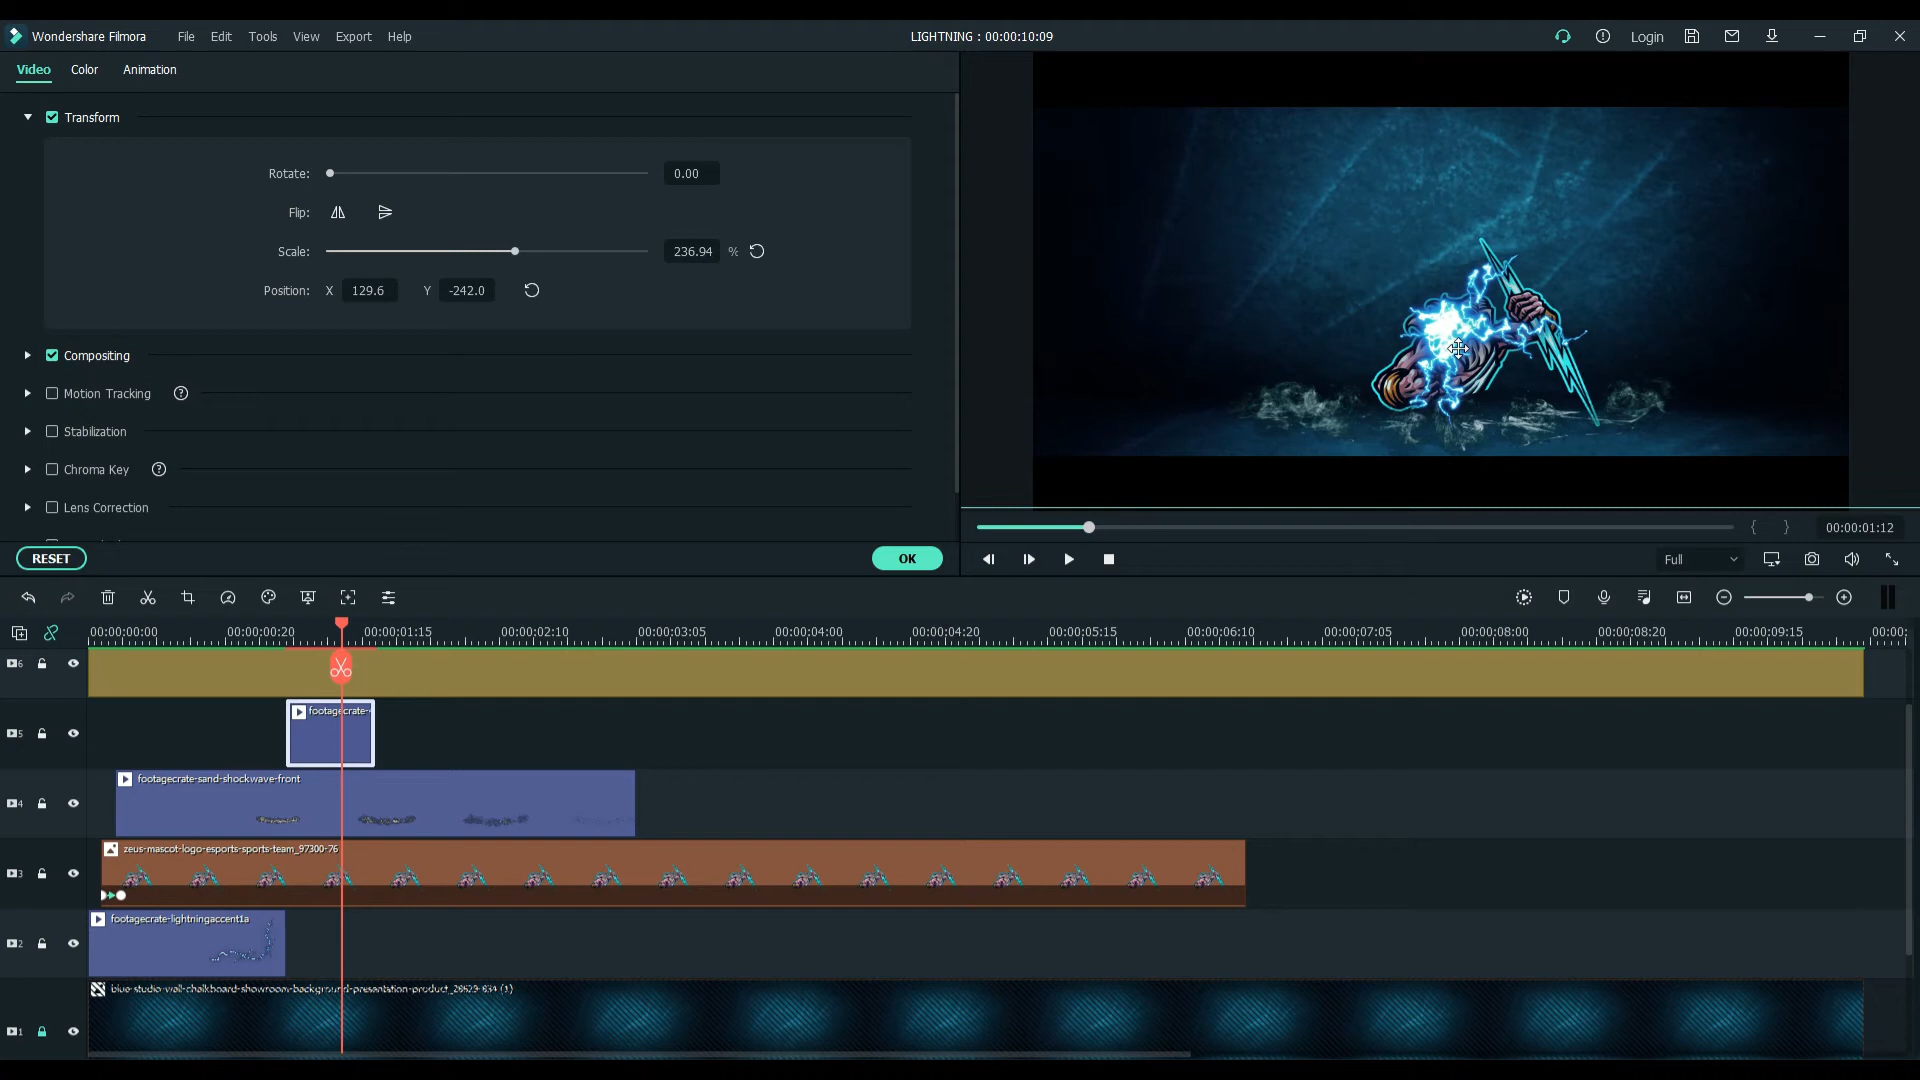 Wondershare Filmora File Edit Tools View Export Help LIGHTNING : 00:00:10:09 Login
Video Color Animation
Transform
Rotate: 0.00
Flip:
Scale: 236.94 %
Position: X 129.6 Y -242.0
Compositing
Motion Tracking
Stabilization
Chroma Key
Lens Correction
00:00:01:12
RESET OK
Full
00:00:00:00 00:00:00:20 00:00:01:15 00:00:02:10 00:00:03:05 00:00:04:00 00:00:04:20 00:00:05:15 00:00:06:10 00:00:07:05 00:00:08:00 00:00:08:20 00:00:09:15 00:00:
6
footagecrate-
5
footagecrate-sand-shockwave-front
4
zeus-mascot-logo-esports-sports-team_97300-76
3
footagecrate-lightningaccent1a
2
blue-studio-wall-chalkboard-showroom-background-presentation-product_28629-834 (1)
1